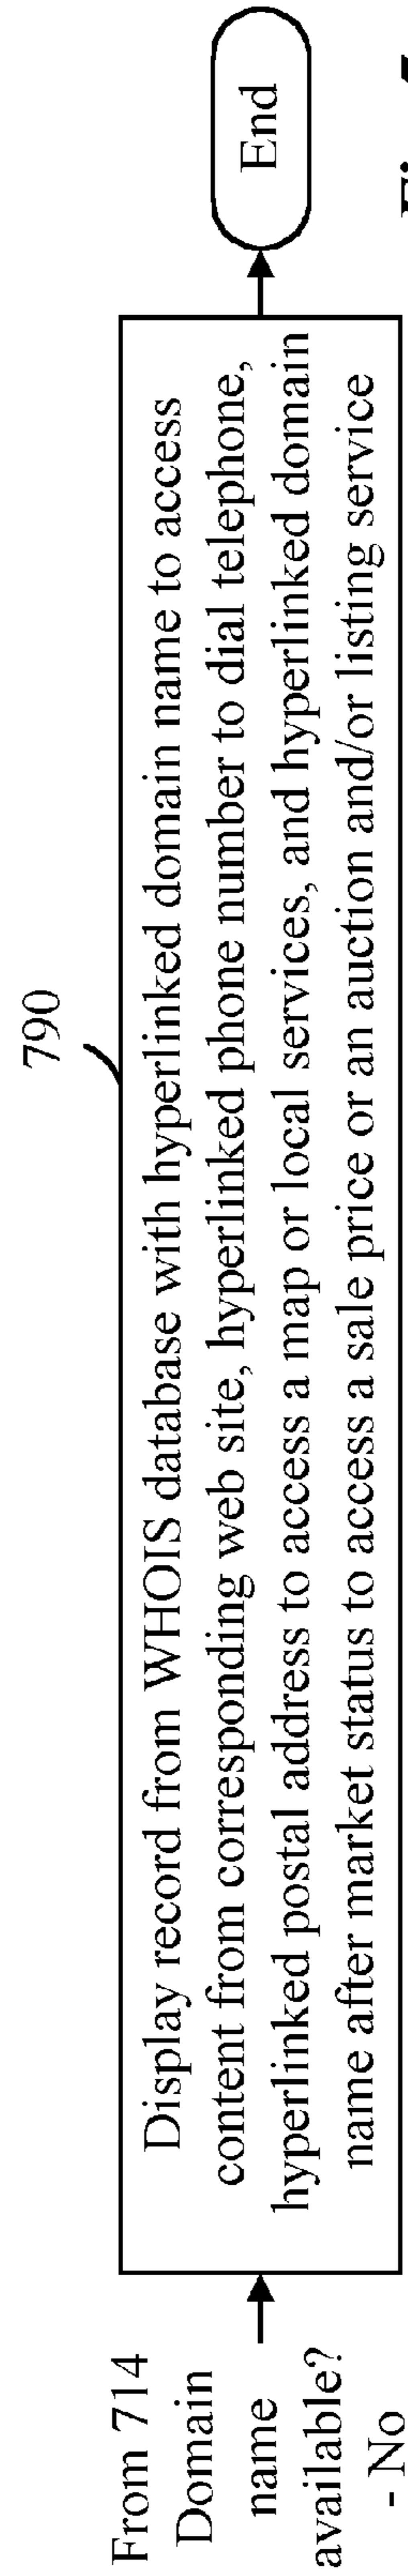 790
From 714
Domain
name
available?
- No
Display record from WHOIS database with hyperlinked domain name to access
content from corresponding web site, hyperlinked phone number to dial telephone,
hyperlinked postal address to access a map or local services, and hyperlinked domain
name after market status to access a sale price or an auction and/or listing service
End